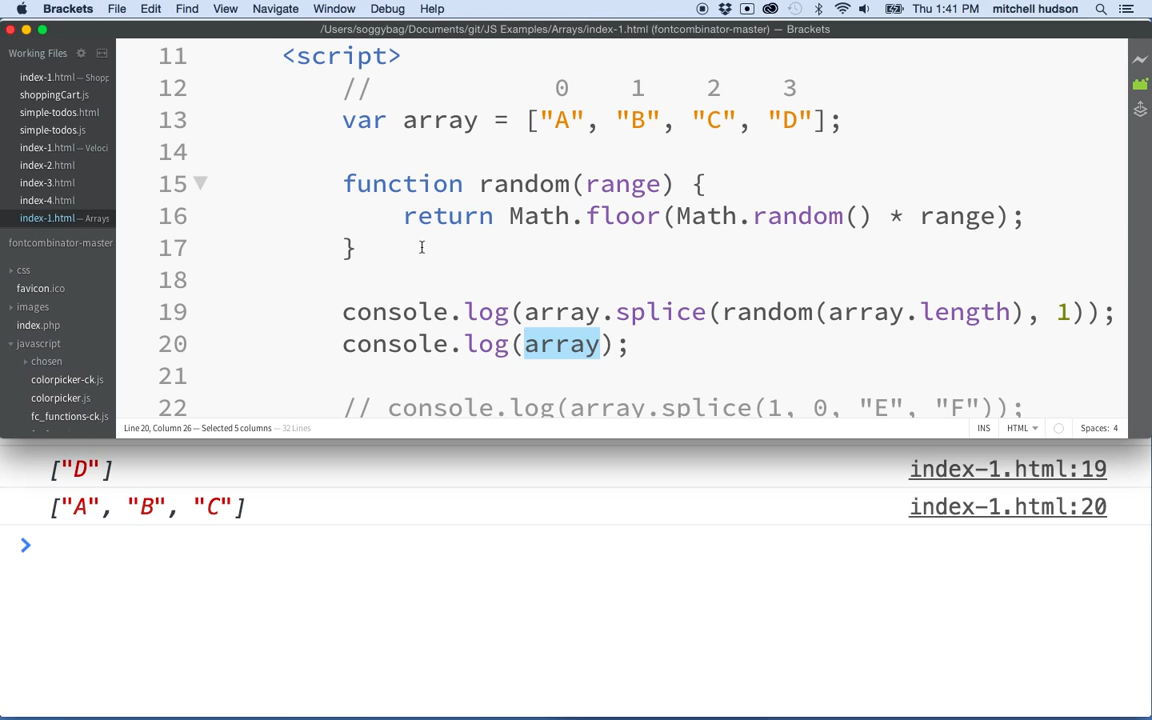 Brackets File Edit Find View Navigate Window Debug Help Thu 1:41 PM mitchell hudson
/Users/soggybag/Documents/git/JS Examples/Arrays/index-1.html (fontcombinator-master) — Brackets
Working Files
index-1.html — Shopp
shoppingCart.js
simple-todos.html
simple-todos.js
index-1.html — Veloci
index-2.html
index-3.html
index-4.html
index-1.html — Arrays
fontcombinator-master
css
favicon.ico
images
index.php
javascript
chosen
colorpicker-ck.js
colorpicker.js
fc_functions-ck.js
11 <script>
12 // 0 1 2 3
13 var array = ["A", "B", "C", "D"];
14
15 function random(range) {
16 return Math.floor(Math.random() * range);
17 }
18
19 console.log(array.splice(random(array.length), 1));
20 console.log(array);
21
22 // console.log(array.splice(1, 0, "E", "F"));
Line 20, Column 26 — Selected 5 columns — 32 Lines INS HTML Spaces: 4
["D"] index-1.html:19
["A", "B", "C"] index-1.html:20